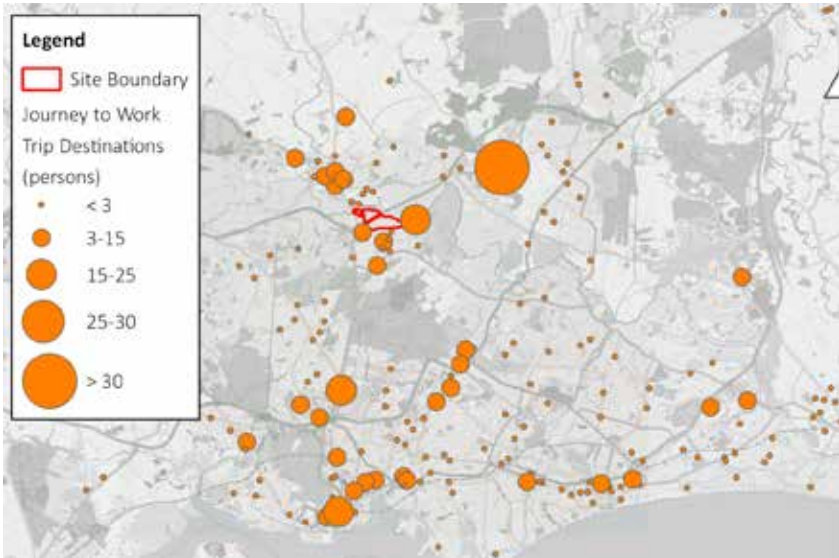 Legend
Site Boundary
Journey to Work
Trip Destinations
(persons)
< 3
3-15
15-25
25-30
> 30